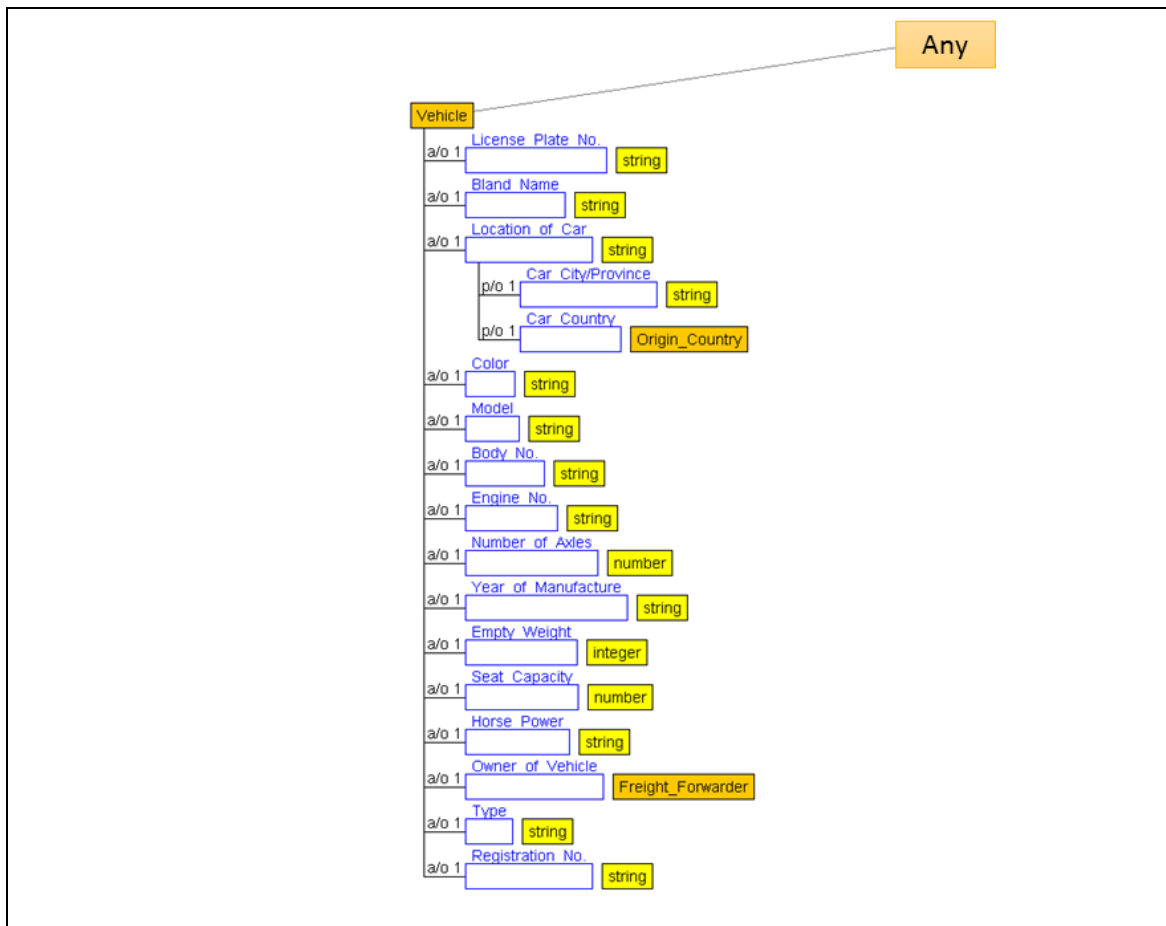 Any
Vehicle
License Plate No.
a/o 1 string
Bland Name
a/o 1 string
Location of Car
a/o 1 string
Car City/Province
p/o 1 string
Car Country
p/o 1 Origin_Country
Color
a/o 1 string
Model
a/o 1 string
Body No.
a/o 1 string
Engine No.
a/o 1 string
Number of Axles
a/o 1 number
Year of Manufacture
a/o 1 string
Empty Weight
a/o 1 integer
Seat Capacity
a/o 1 number
Horse Power
a/o 1 string
Owner of Vehicle
a/o 1 Freight_Forwarder
Type
a/o 1 string
Registration No.
a/o 1 string